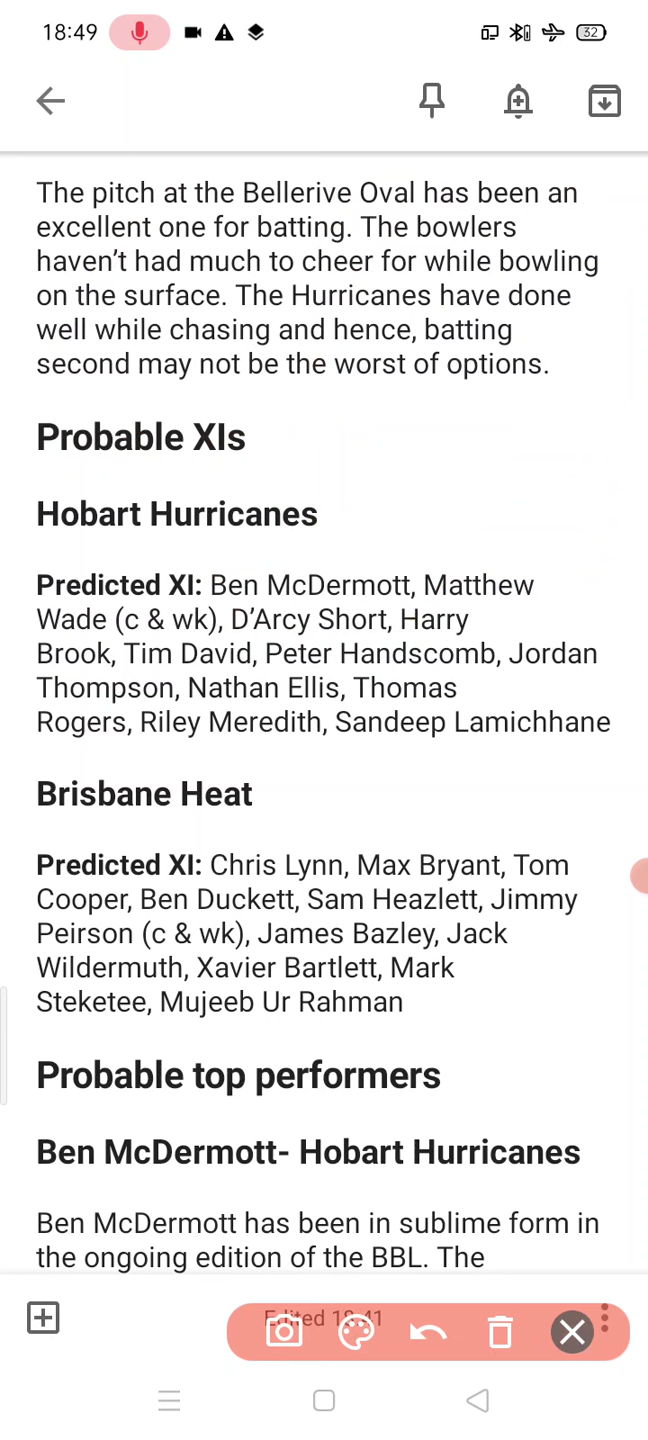 18:49
32
The pitch at the Bellerive Oval has been an
excellent one for batting. The bowlers
haven’t had much to cheer for while bowling
on the surface. The Hurricanes have done
well while chasing and hence, batting
second may not be the worst of options.
Probable XIs
Hobart Hurricanes
Predicted XI: Ben McDermott, Matthew
Wade (c & wk), D’Arcy Short, Harry
Brook, Tim David, Peter Handscomb, Jordan
Thompson, Nathan Ellis, Thomas
Rogers, Riley Meredith, Sandeep Lamichhane
Brisbane Heat
Predicted XI: Chris Lynn, Max Bryant, Tom
Cooper, Ben Duckett, Sam Heazlett, Jimmy
Peirson (c & wk), James Bazley, Jack
Wildermuth, Xavier Bartlett, Mark
Steketee, Mujeeb Ur Rahman
Probable top performers
Ben McDermott- Hobart Hurricanes
Ben McDermott has been in sublime form in
the ongoing edition of the BBL. The
Edited 18:41